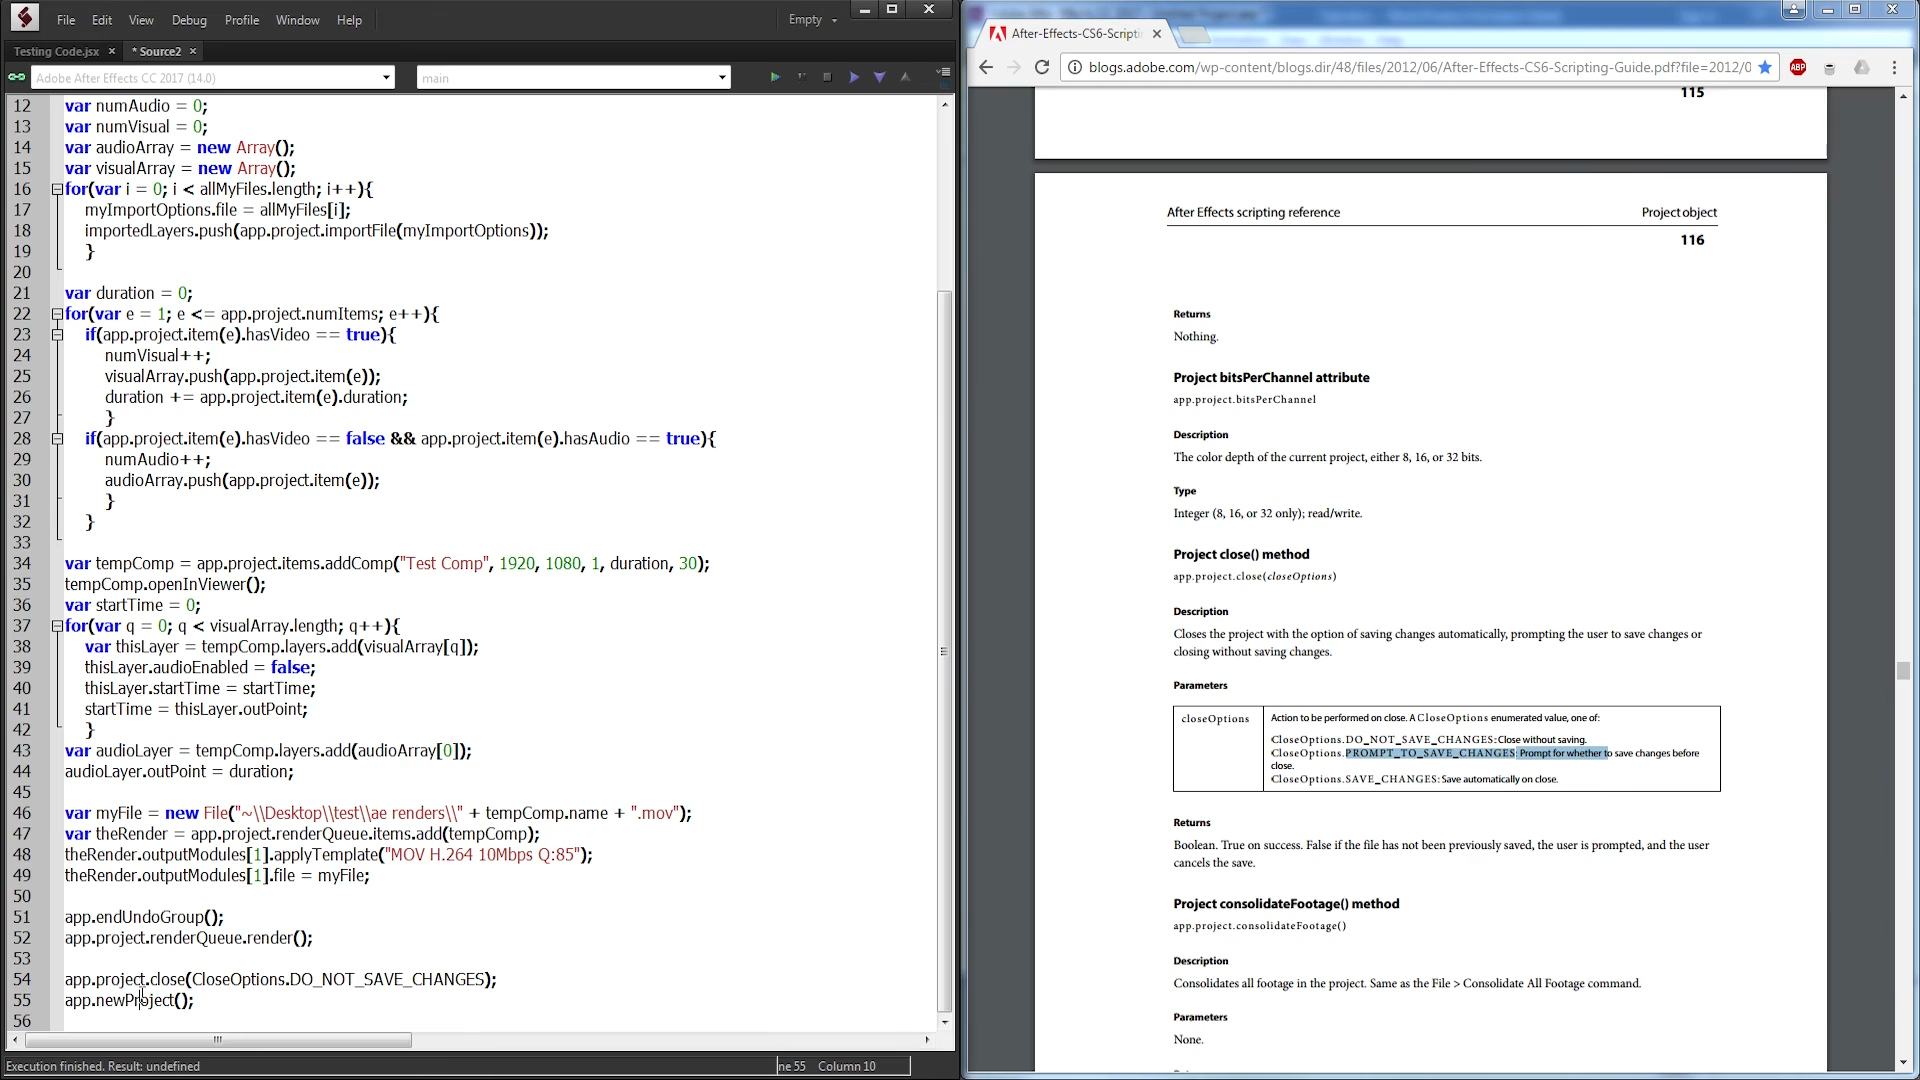 File Edit View Debug Profile Window Help
Empty
Testing Code.jsx × * Source2 ×
Adobe After Effects CC 2017 (14.0) main
12 var numAudio = 0;
13 var numVisual = 0;
14 var audioArray = new Array();
15 var visualArray = new Array();
16 for(var i = 0; i < allMyFiles.length; i++){
17 myImportOptions.file = allMyFiles[i];
18 importedLayers.push(app.project.importFile(myImportOptions));
19 }
20
21 var duration = 0;
22 for(var e = 1; e <= app.project.numItems; e++){
23 if(app.project.item(e).hasVideo == true){
24 numVisual++;
25 visualArray.push(app.project.item(e));
26 duration += app.project.item(e).duration;
27 }
28 if(app.project.item(e).hasVideo == false && app.project.item(e).hasAudio == true){
29 numAudio++;
30 audioArray.push(app.project.item(e));
31 }
32 }
33
34 var tempComp = app.project.items.addComp("Test Comp", 1920, 1080, 1, duration, 30);
35 tempComp.openInViewer();
36 var startTime = 0;
37 for(var q = 0; q < visualArray.length; q++){
38 var thisLayer = tempComp.layers.add(visualArray[q]);
39 thisLayer.audioEnabled = false;
40 thisLayer.startTime = startTime;
41 startTime = thisLayer.outPoint;
42 }
43 var audioLayer = tempComp.layers.add(audioArray[0]);
44 audioLayer.outPoint = duration;
45
46 var myFile = new File("~\\Desktop\\test\\ae renders\\" + tempComp.name + ".mov");
47 var theRender = app.project.renderQueue.items.add(tempComp);
48 theRender.outputModules[1].applyTemplate("MOV H.264 10Mbps Q:85");
49 theRender.outputModules[1].file = myFile;
50
51 app.endUndoGroup();
52 app.project.renderQueue.render();
53
54 app.project.close(CloseOptions.DO_NOT_SAVE_CHANGES);
55 app.newProject();
56
Execution finished. Result: undefined
ne 55 Column 10
After-Effects-CS6-Scripti
blogs.adobe.com/wp-content/blogs.dir/48/files/2012/06/After-Effects-CS6-Scripting-Guide.pdf?file=2012/0
ABP
115
After Effects scripting reference Project object
116
Returns
Nothing.
Project bitsPerChannel attribute
app.project.bitsPerChannel
Description
The color depth of the current project, either 8, 16, or 32 bits.
Type
Integer (8, 16, or 32 only); read/write.
Project close() method
app.project.close(closeOptions)
Description
Closes the project with the option of saving changes automatically, prompting the user to save changes or
closing without saving changes.
Parameters
closeOptions Action to be performed on close. A CloseOptions enumerated value, one of:
CloseOptions.DO_NOT_SAVE_CHANGES: Close without saving.
CloseOptions.PROMPT_TO_SAVE_CHANGES: Prompt for whether to save changes before
close.
CloseOptions.SAVE_CHANGES: Save automatically on close.
Returns
Boolean. True on success. False if the file has not been previously saved, the user is prompted, and the user
cancels the save.
Project consolidateFootage() method
app.project.consolidateFootage()
Description
Consolidates all footage in the project. Same as the File > Consolidate All Footage command.
Parameters
None.